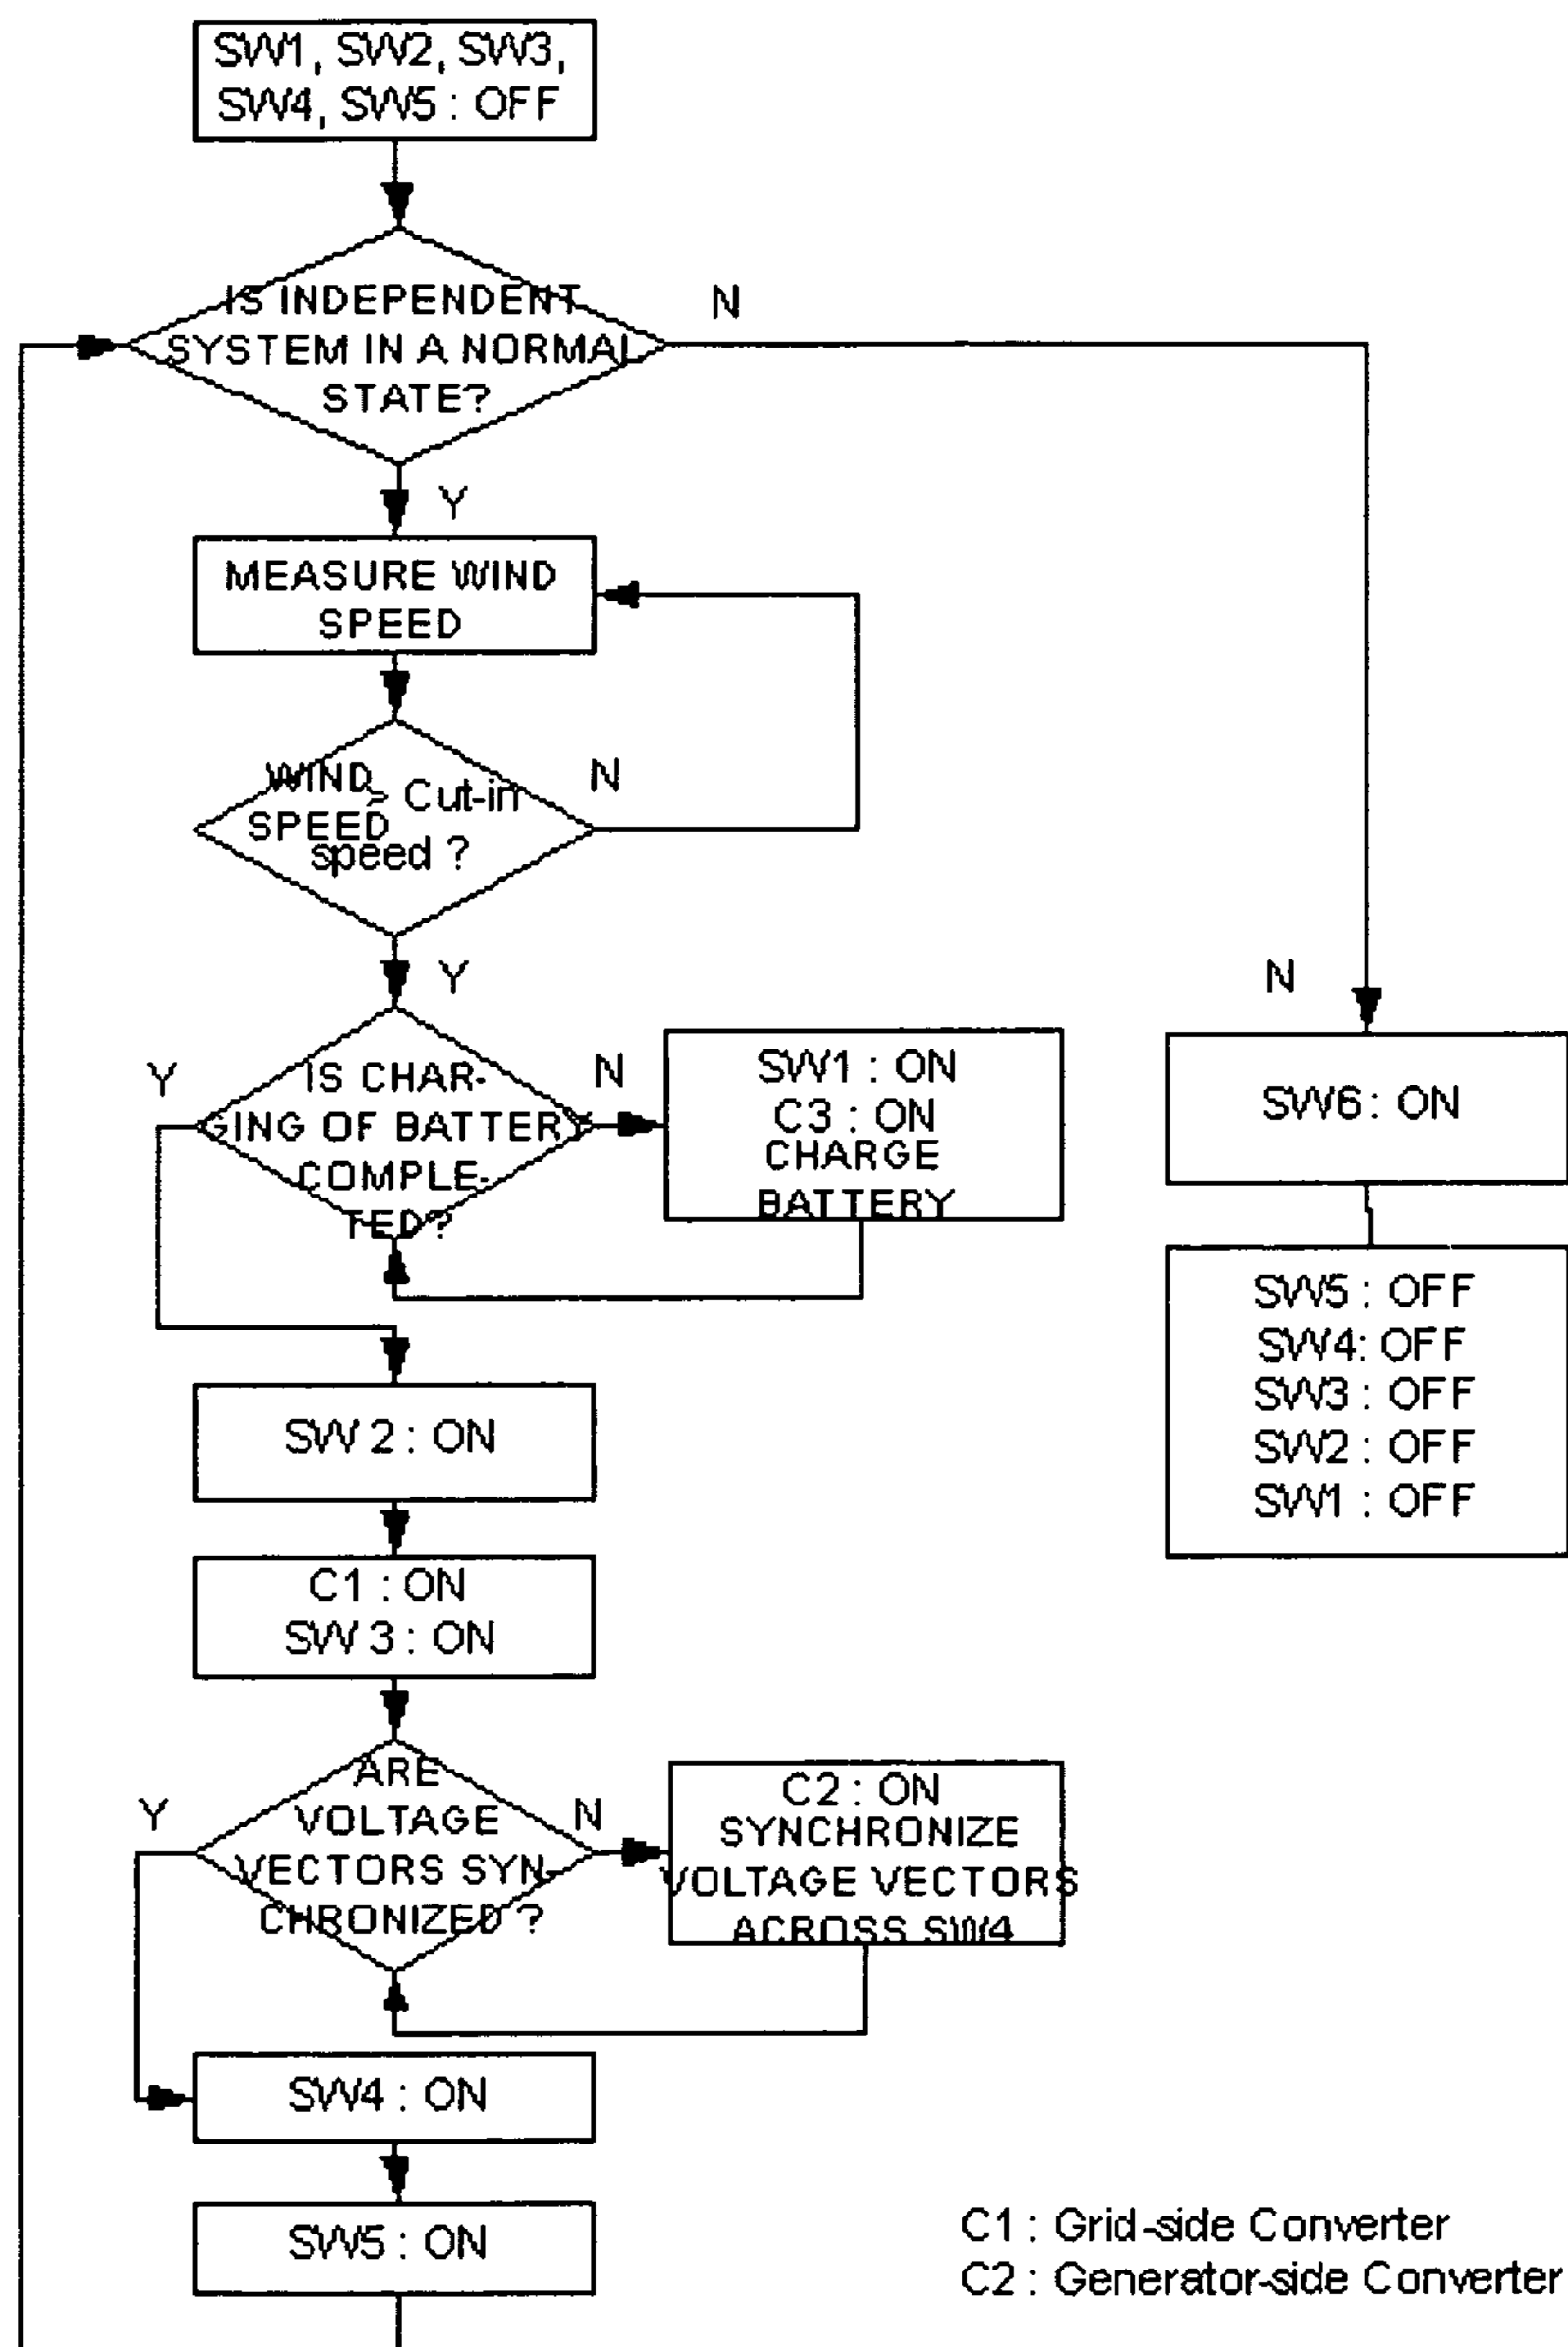 SW1, SW2, SW3,
SW4, SW5 : OFF
IS INDEPENDENT
SYSTEM IN A NORMAL
STATE?
N
Y
MEASURE WIND
SPEED
WIND
SPEED
≥ Cut-in
speed ?
N
Y
IS CHAR-
GING OF BATTERY
COMPLE-
TED?
Y
N
SW1 : ON
C3 : ON
CHARGE
BATTERY
N
SW6 : ON
SW5 : OFF
SW4: OFF
SW3 : OFF
SW2 : OFF
SW1 : OFF
SW 2 : ON
C1 : ON
SW 3 : ON
ARE
VOLTAGE
VECTORS SYN-
CHRONIZED ?
Y
N
C2 : ON
SYNCHRONIZE
VOLTAGE VECTORS
ACROSS SW4
SW4 : ON
SW5 : ON
C1 : Grid-side Converter
C2 : Generator-side Converter